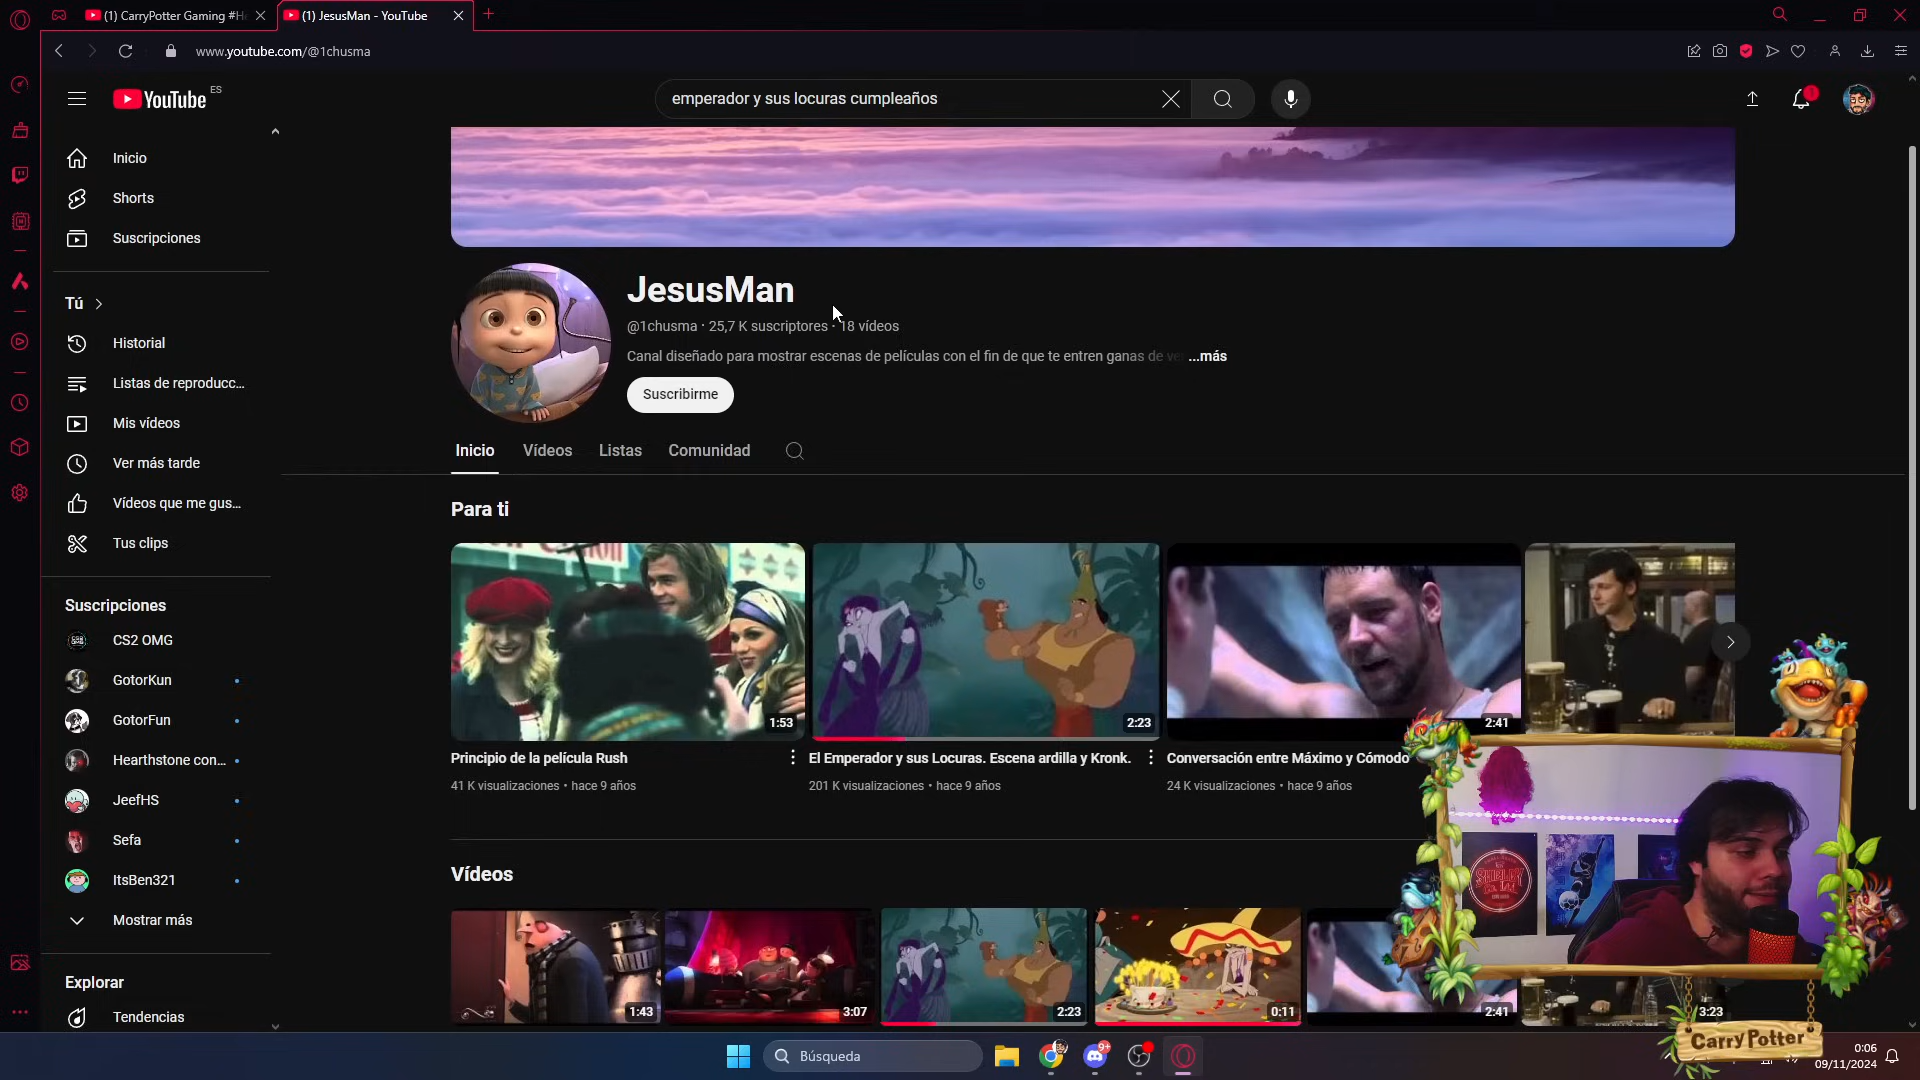 (1) CarryPotter Gaming #He
(1) JesusMan - YouTube
www.youtube.com/@1chusma
YouTube ES
emperador y sus locuras cumpleaños
Inicio
Shorts
Suscripciones
Tú
Historial
Listas de reproducc...
Mis vídeos
Ver más tarde
Vídeos que me gus...
Tus clips
Suscripciones
CS2 OMG
GotorKun
GotorFun
Hearthstone con...
JeefHS
Sefa
ItsBen321
Mostrar más
Explorar
Tendencias
JesusMan
@1chusma · 25,7 K suscriptores · 18 vídeos
Canal diseñado para mostrar escenas de películas con el fin de que te entren ganas de ve ...más
Suscribirme
Inicio
Vídeos
Listas
Comunidad
Para ti
1:53
2:23
2:41
Principio de la película Rush
41 K visualizaciones • hace 9 años
El Emperador y sus Locuras. Escena ardilla y Kronk.
201 K visualizaciones • hace 9 años
Conversación entre Máximo y Cómodo
24 K visualizaciones • hace 9 años
Vídeos
1:43
3:07
2:23
0:11
2:41
3:23
SHELBY
CarryPotter
Búsqueda
9+
0:06
09/11/2024